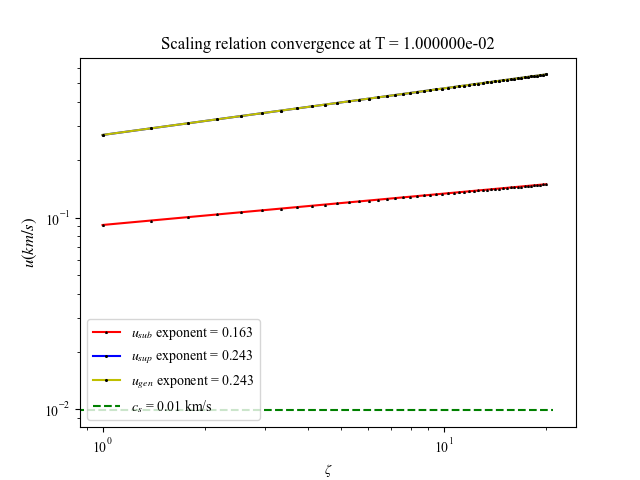 Scaling relation convergence at T = 1.000000e-02
u(km/s)
10⁻¹
10⁻²
u_sub exponent = 0.163
u_sup exponent = 0.243
u_gen exponent = 0.243
c_s = 0.01 km/s
10⁰ 10¹
ζ